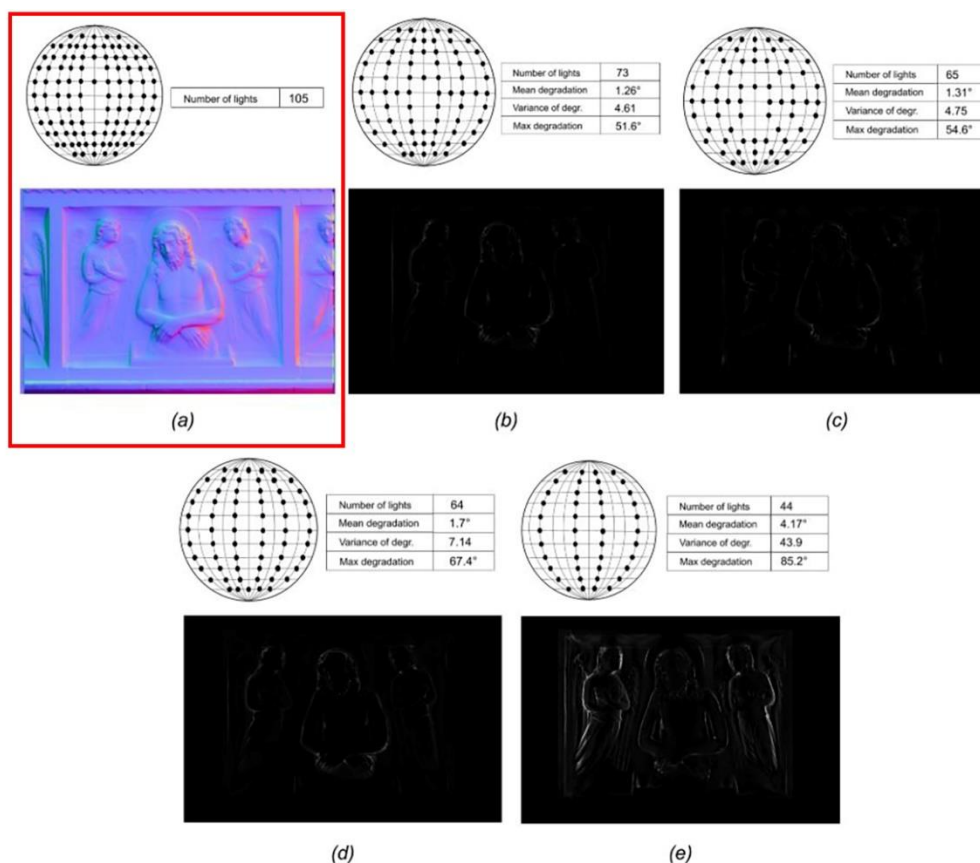 Number of lights 105
(a)
Number of lights 73
Mean degradation 1.26°
Variance of degr. 4.61
Max degradation 51.6°
(b)
Number of lights 65
Mean degradation 1.31°
Variance of degr. 4.75
Max degradation 54.6°
(c)
Number of lights 64
Mean degradation 1.7°
Variance of degr. 7.14
Max degradation 67.4°
(d)
Number of lights 44
Mean degradation 4.17°
Variance of degr. 43.9
Max degradation 85.2°
(e)